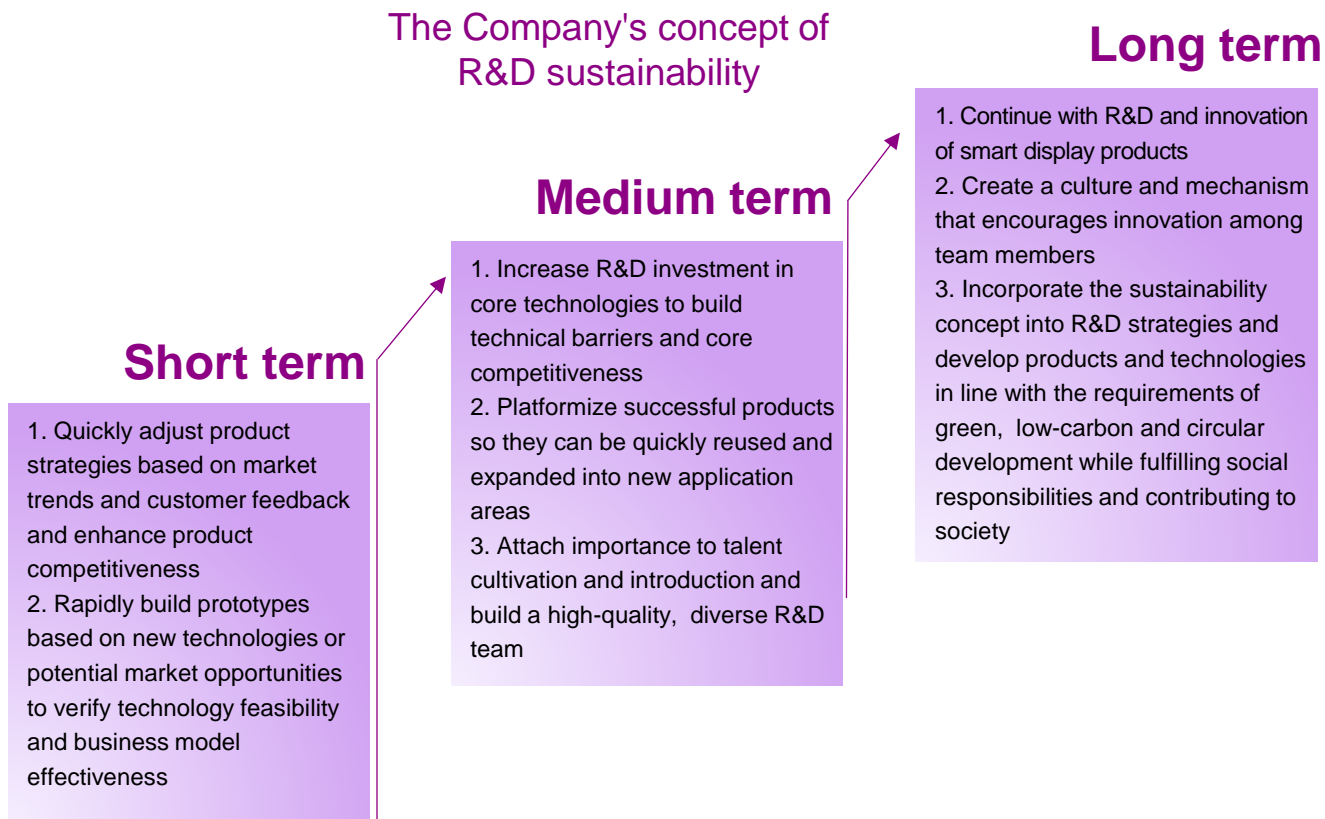 The Company's concept of
R&D sustainability
Short term
1. Quickly adjust product
strategies based on market
trends and customer feedback
and enhance product
competitiveness
2. Rapidly build prototypes
based on new technologies or
potential market opportunities
to verify technology feasibility
and business model
effectiveness
Medium term
1. Increase R&D investment in
core technologies to build
technical barriers and core
competitiveness
2. Platformize successful products
so they can be quickly reused and
expanded into new application
areas
3. Attach importance to talent
cultivation and introduction and
build a high-quality, diverse R&D
team
Long term
1. Continue with R&D and innovation
of smart display products
2. Create a culture and mechanism
that encourages innovation among
team members
3. Incorporate the sustainability
concept into R&D strategies and
develop products and technologies
in line with the requirements of
green, low-carbon and circular
development while fulfilling social
responsibilities and contributing to
society